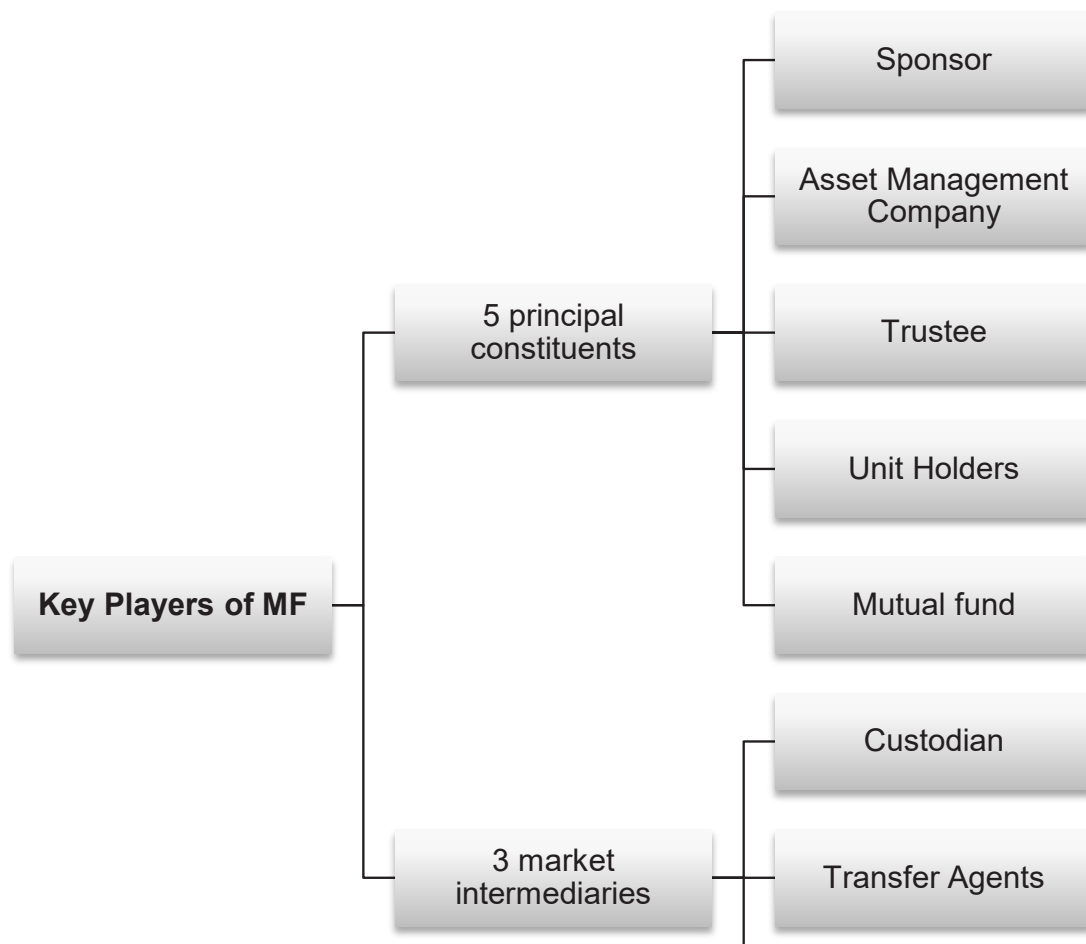 Key Players of MF
5 principal
constituents
Sponsor
Asset Management
Company
Trustee
Unit Holders
Mutual fund
3 market
intermediaries
Custodian
Transfer Agents